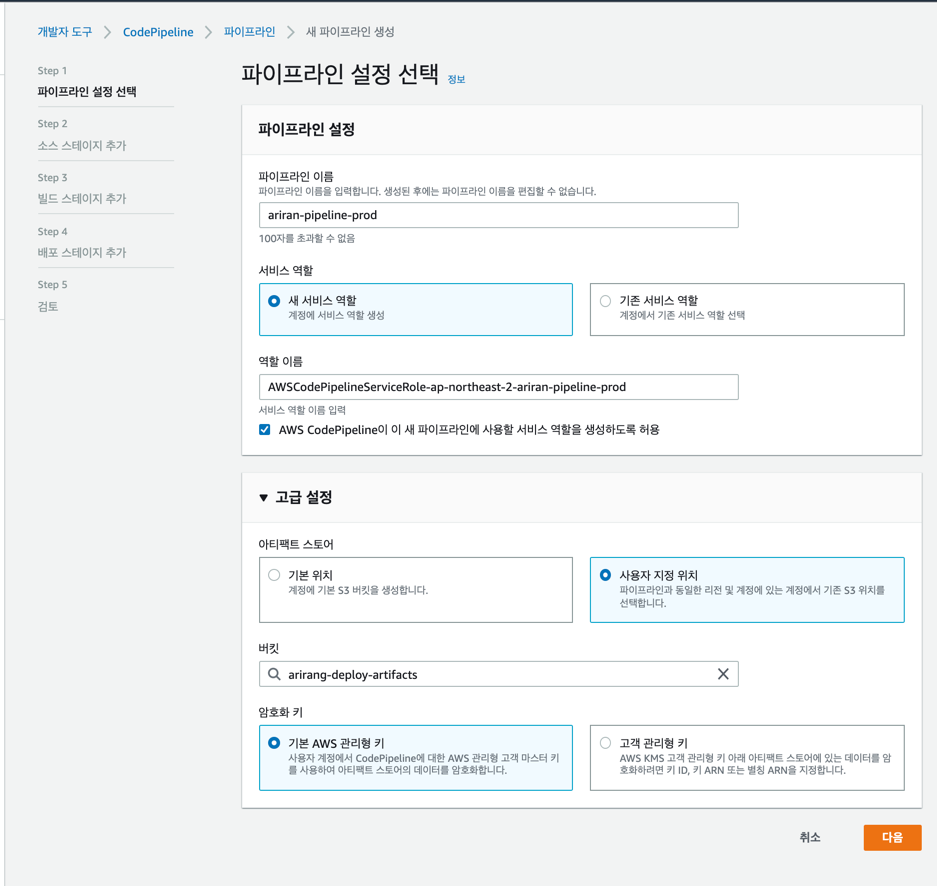 개발자 도구 > CodePipeline > 파이프라인 > 새 파이프라인 생성
Step 1
파이프라인 설정 선택
Step 2
소스 스테이지 추가
Step 3
빌드 스테이지 추가
Step 4
배포 스테이지 추가
Step 5
검토
파이프라인 설정 선택 정보
파이프라인 설정
파이프라인 이름
파이프라인 이름을 입력합니다. 생성된 후에는 파이프라인 이름을 편집할 수 없습니다.
ariran-pipeline-prod
100자를 초과할 수 없음
서비스 역할
새 서비스 역할
계정에 서비스 역할 생성
기존 서비스 역할
계정에서 기존 서비스 역할 선택
역할 이름
AWSCodePipelineServiceRole-ap-northeast-2-ariran-pipeline-prod
서비스 역할 이름 입력
AWS CodePipeline이 이 새 파이프라인에 사용할 서비스 역할을 생성하도록 허용
▼ 고급 설정
아티팩트 스토어
기본 위치
계정에 기본 S3 버킷을 생성합니다.
사용자 지정 위치
파이프라인과 동일한 리전 및 계정에 있는 계정에서 기존 S3 위치를
선택합니다.
버킷
arirang-deploy-artifacts
암호화 키
기본 AWS 관리형 키
사용자 계정에서 CodePipeline에 대한 AWS 관리형 고객 마스터 키
를 사용하여 아티팩트 스토어의 데이터를 암호화합니다.
고객 관리형 키
AWS KMS 고객 관리형 키 아래 아티팩트 스토어에 있는 데이터를 암
호화하려면 키 ID, 키 ARN 또는 별칭 ARN을 지정합니다.
취소
다음